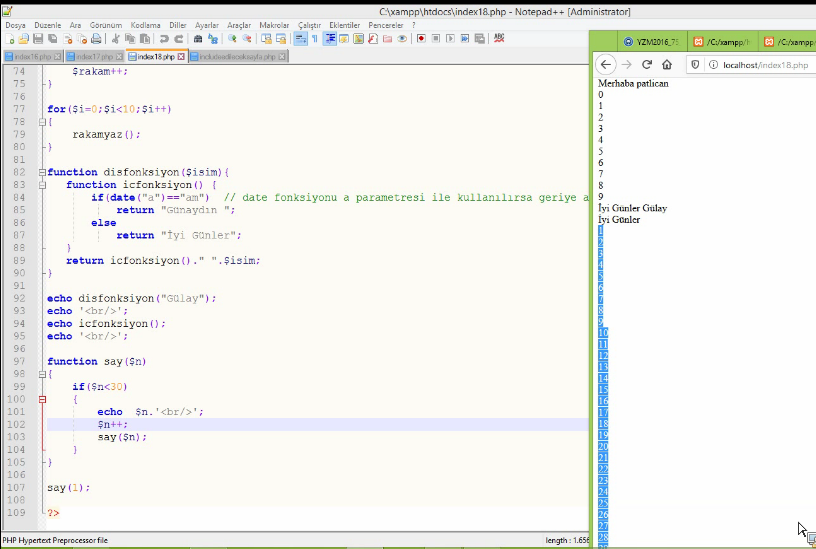 C:\xampp\htdocs\index18.php - Notepad++ [Administrator]
Dosya Düzenle Ara Görünüm Kodlama Diller Ayarlar Araçlar Makrolar Çalıştır Eklentiler Pencereler ?
index16.php index17.php index18.php includeedilecekssayfa.php
74 $rakam++;
75 }
76
77 for($i=0;$i<10;$i++)
78 {
79 rakamyaz();
80 }
81
82 function disfonksiyon($isim){
83 function icfonksiyon() {
84 if(date("a")=="am") // date fonksiyonu a parametresi ile kullanılırsa geriye a
85 return "Günaydın ";
86 else
87 return "İyi Günler";
88 }
89 return icfonksiyon()." ".$isim;
90 }
91
92 echo disfonksiyon("Gülay");
93 echo '<br/>';
94 echo icfonksiyon();
95 echo '<br/>';
96
97 function say($n)
98 {
99 if($n<30)
100 {
101 echo $n.'<br/>';
102 $n++;
103 say($n);
104 }
105 }
106
107 say(1);
108
109 ?>
PHP Hypertext Preprocessor file length : 1.656
YZM2016_7S /C:/xampp/h /C:/xampp/
localhost/index18.php
Merhaba patlican
0
1
2
3
4
5
6
7
8
9
İyi Günler Gülay
İyi Günler
1
2
3
4
5
6
7
8
9
10
11
12
13
14
15
16
17
18
19
20
21
22
23
24
25
26
27
28